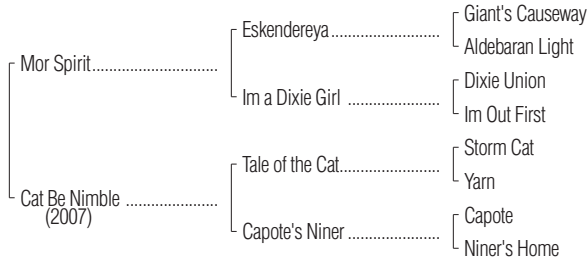 Giant's Causeway
Eskendereya
Aldebaran Light
Mor Spirit
Dixie Union
Im a Dixie Girl
Im Out First
Storm Cat
Tale of the Cat
Yarn
Cat Be Nimble
(2007)
Capote
Capote's Niner
Niner's Home